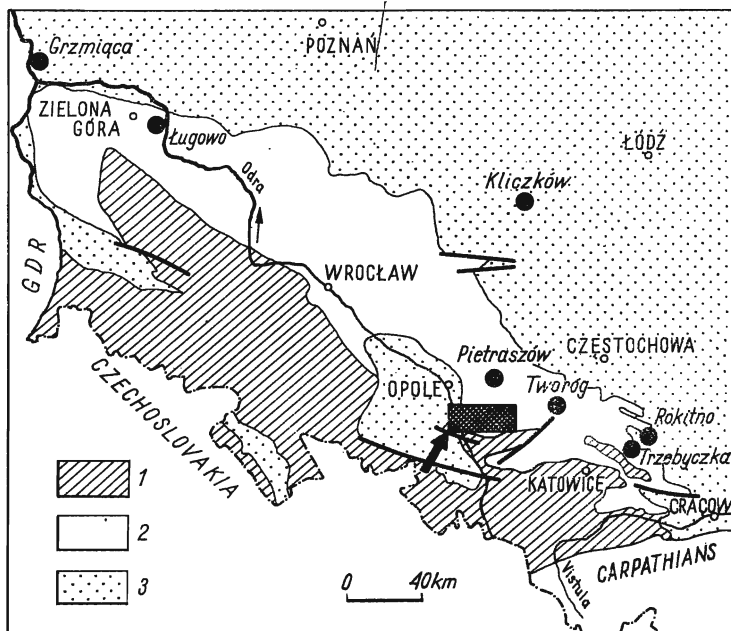 Grzmiąca
POZNAŃ
ZIELONA
GÓRA
Ługowo
ŁÓDŹ
Odra
Kliczków
GDR
WROCŁAW
CZĘSTOCHOWA
Pietraszów
OPOLE
Tworóg
CZECHOSLOVAKIA
Rokitno
Trzebyczka
KATOWICE
CRACOW
1
2
3
0 40km
Vistula
CARPATHIANS